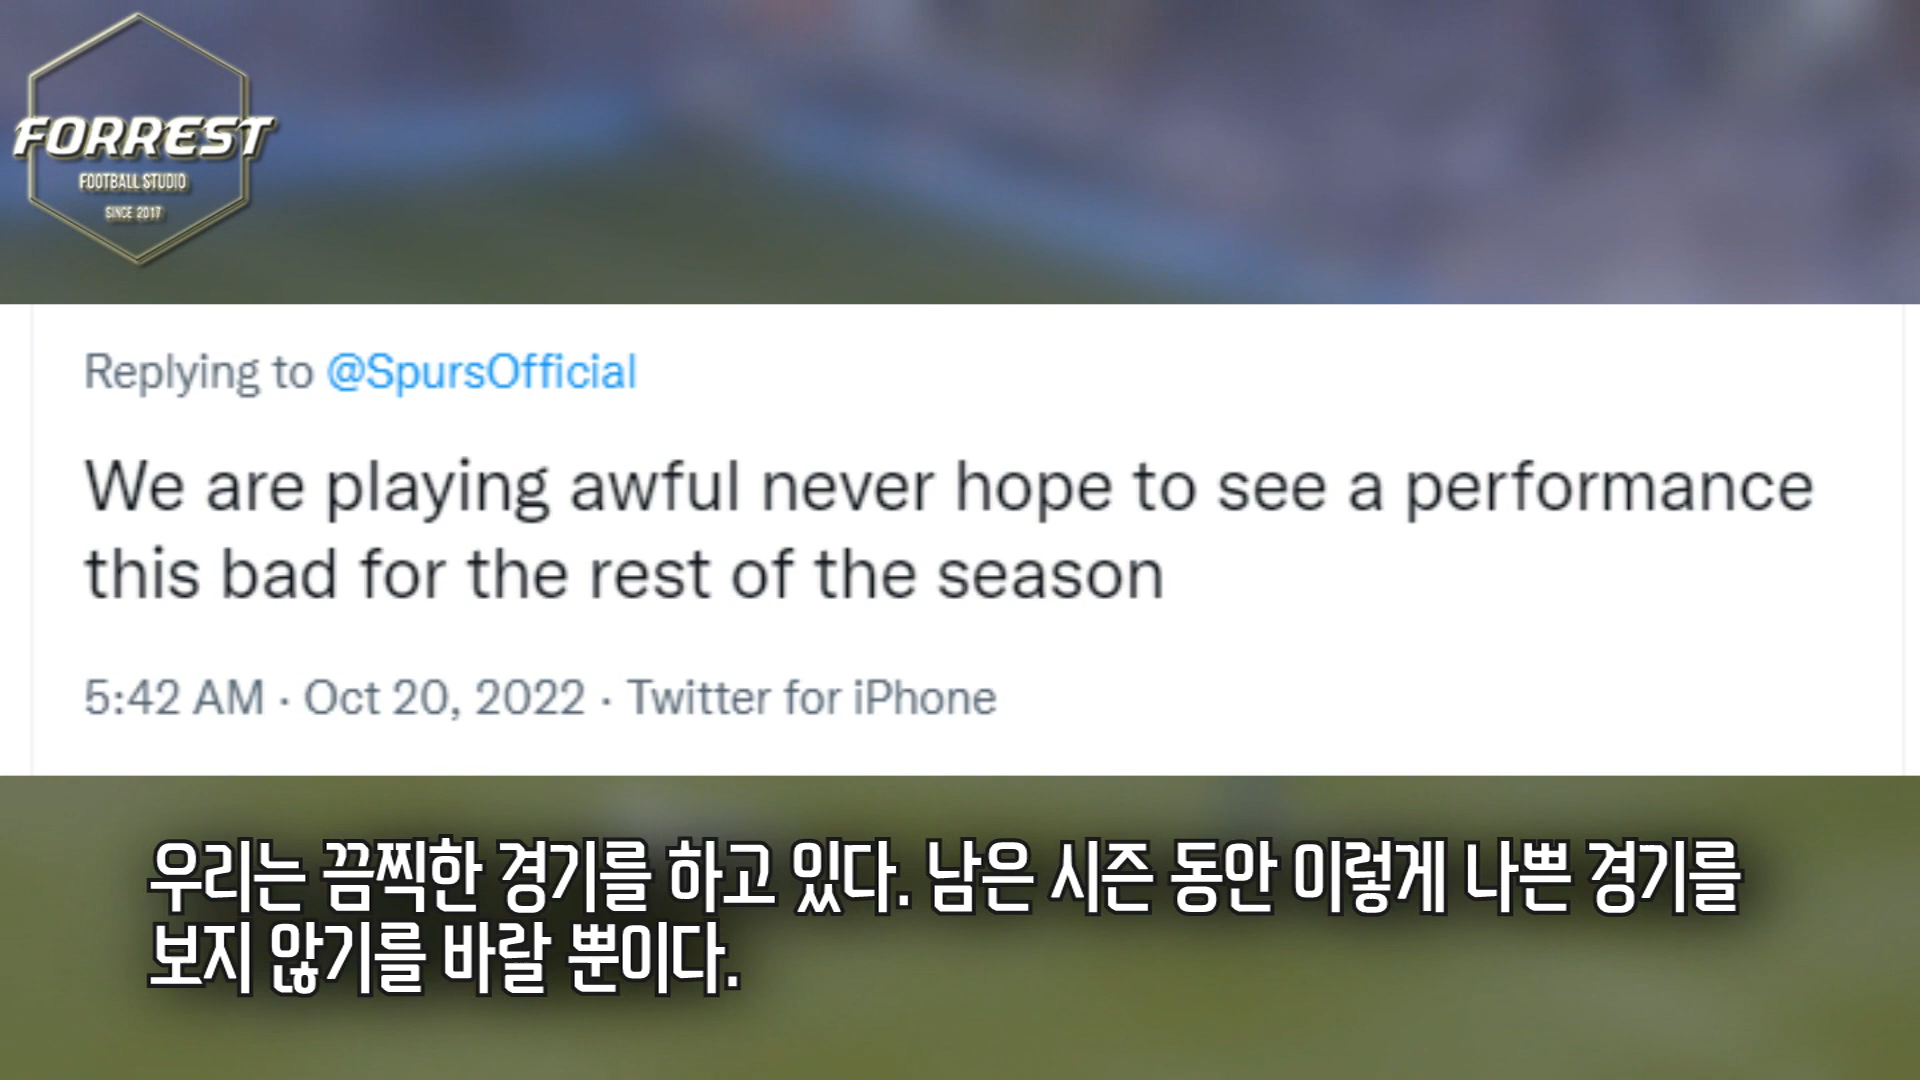 FORREST
FOOTBALL STUDIO
SINCE 2017
Replying to @SpursOfficial
We are playing awful never hope to see a performance
this bad for the rest of the season
5:42 AM · Oct 20, 2022 · Twitter for iPhone
우리는 끔찍한 경기를 하고 있다. 남은 시즌 동안 이렇게 나쁜 경기를
보지 않기를 바랄 뿐이다.